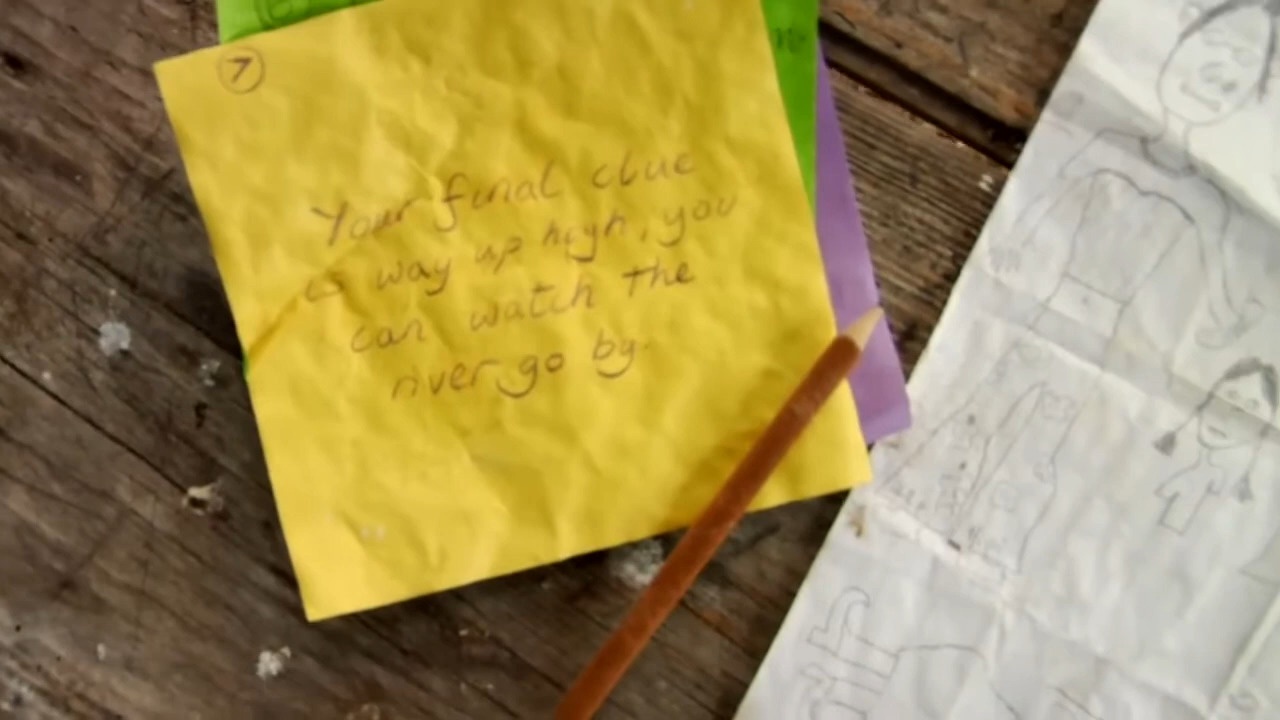 7
Your final clue
is way up high, you
can watch the
river go by.